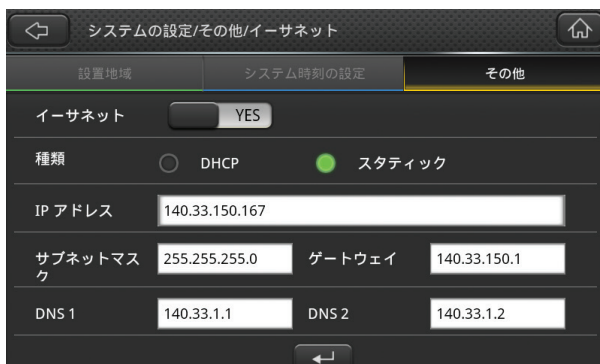 システムの設定/その他/イーサネット
設置地域 システム時刻の設定 その他
イーサネット YES
種類 DHCP スタティック
IP アドレス 140.33.150.167
サブネットマス
ク 255.255.255.0 ゲートウェイ 140.33.150.1
DNS 1 140.33.1.1 DNS 2 140.33.1.2